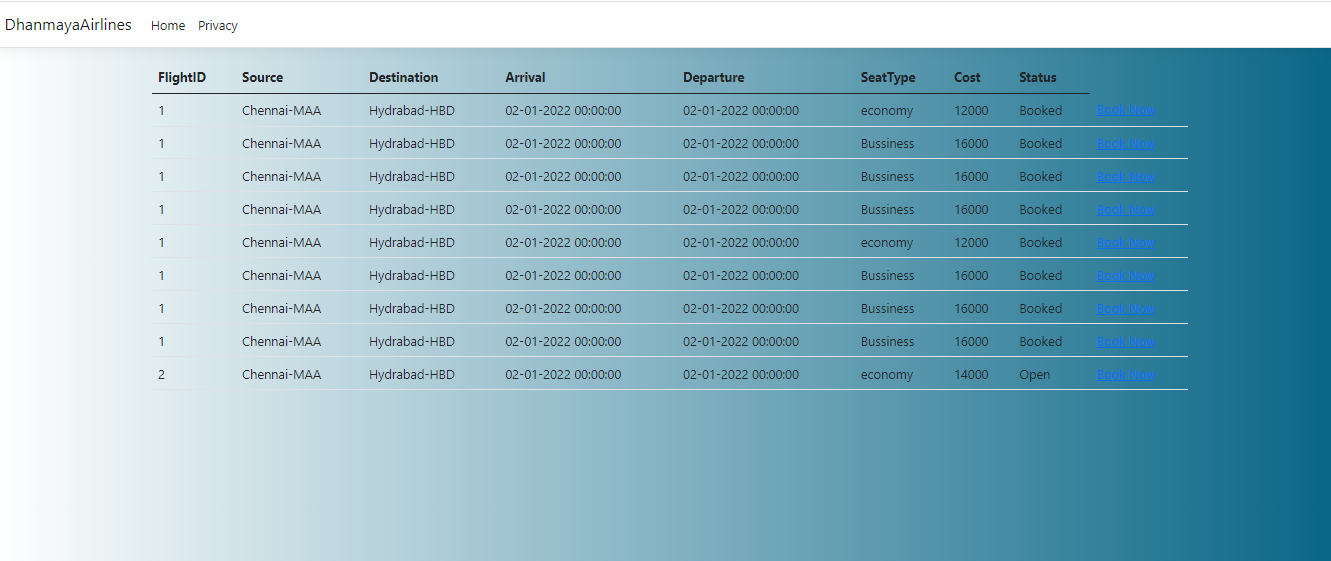 DhanmayaAirlines Home Privacy
FlightID Source Destination Arrival Departure SeatType Cost Status
1 Chennai-MAA Hydrabad-HBD 02-01-2022 00:00:00 02-01-2022 00:00:00 economy 12000 Booked Book Now
1 Chennai-MAA Hydrabad-HBD 02-01-2022 00:00:00 02-01-2022 00:00:00 Bussiness 16000 Booked Book Now
1 Chennai-MAA Hydrabad-HBD 02-01-2022 00:00:00 02-01-2022 00:00:00 Bussiness 16000 Booked Book Now
1 Chennai-MAA Hydrabad-HBD 02-01-2022 00:00:00 02-01-2022 00:00:00 Bussiness 16000 Booked Book Now
1 Chennai-MAA Hydrabad-HBD 02-01-2022 00:00:00 02-01-2022 00:00:00 economy 12000 Booked Book Now
1 Chennai-MAA Hydrabad-HBD 02-01-2022 00:00:00 02-01-2022 00:00:00 Bussiness 16000 Booked Book Now
1 Chennai-MAA Hydrabad-HBD 02-01-2022 00:00:00 02-01-2022 00:00:00 Bussiness 16000 Booked Book Now
1 Chennai-MAA Hydrabad-HBD 02-01-2022 00:00:00 02-01-2022 00:00:00 Bussiness 16000 Booked Book Now
2 Chennai-MAA Hydrabad-HBD 02-01-2022 00:00:00 02-01-2022 00:00:00 economy 14000 Open Book Now